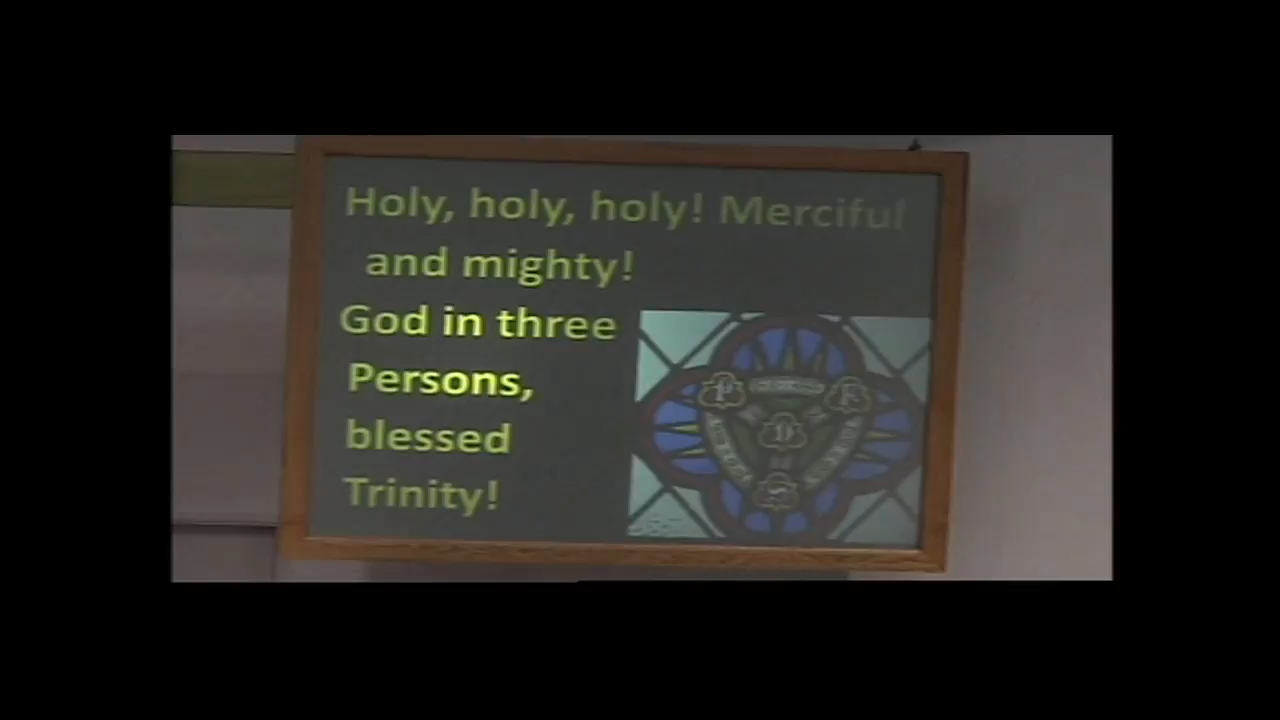 Holy, holy, holy! Merciful
and mighty!
God in three
Persons,
blessed
Trinity!
P
F
D
S